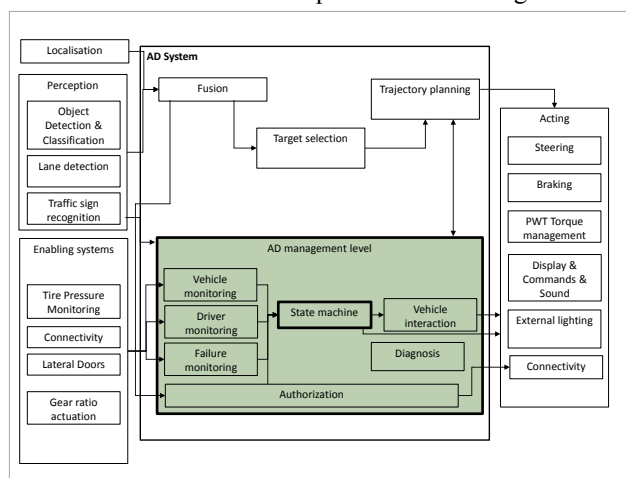 Localisation
AD System
Perception
Object
Detection &
Classification
Lane detection
Traffic sign
recognition
Fusion
Target selection
Trajectory planning
Acting
Steering
Braking
PWT Torque
management
Display &
Commands &
Sound
External lighting
Connectivity
Enabling systems
Tire Pressure
Monitoring
Connectivity
Lateral Doors
Gear ratio
actuation
AD management level
Vehicle
monitoring
Driver
monitoring
Failure
monitoring
State machine
Vehicle
interaction
Diagnosis
Authorization